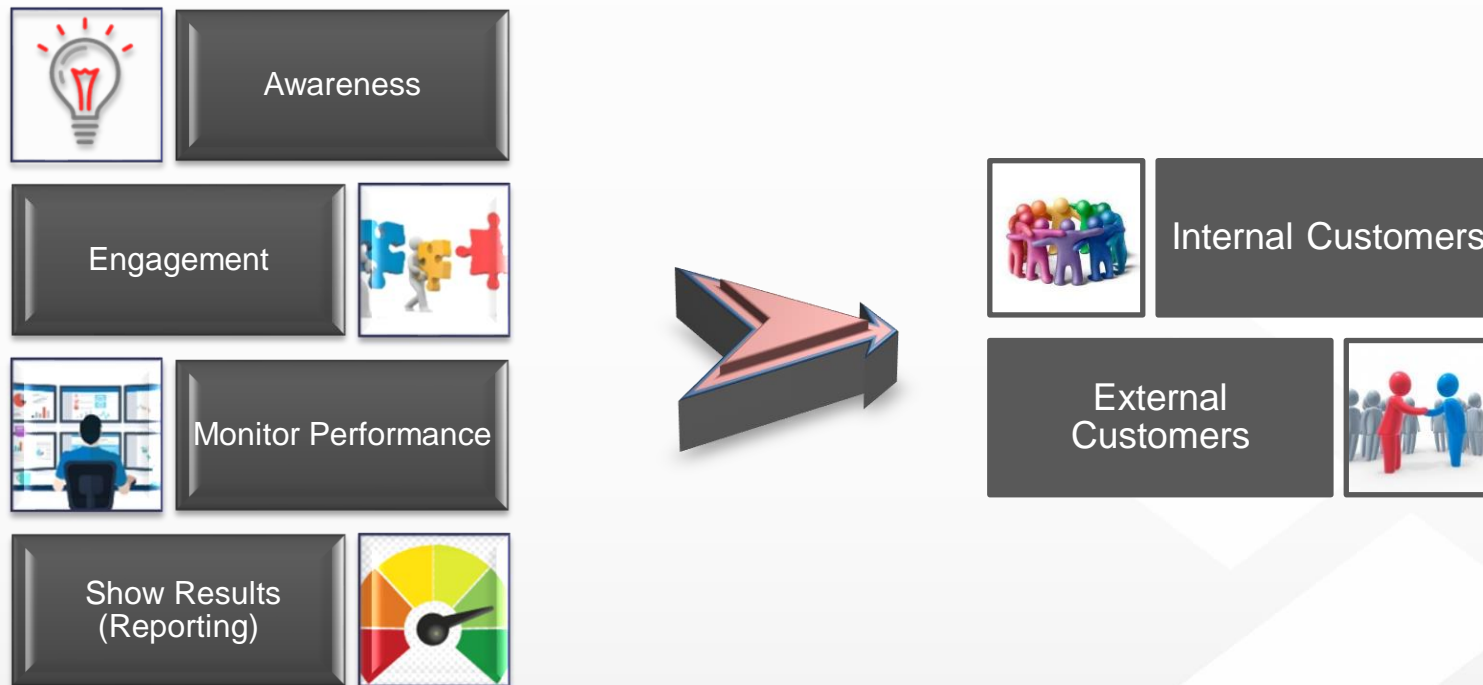 Awareness
Engagement
Monitor Performance
Show Results
(Reporting)
Internal Customers
External
Customers